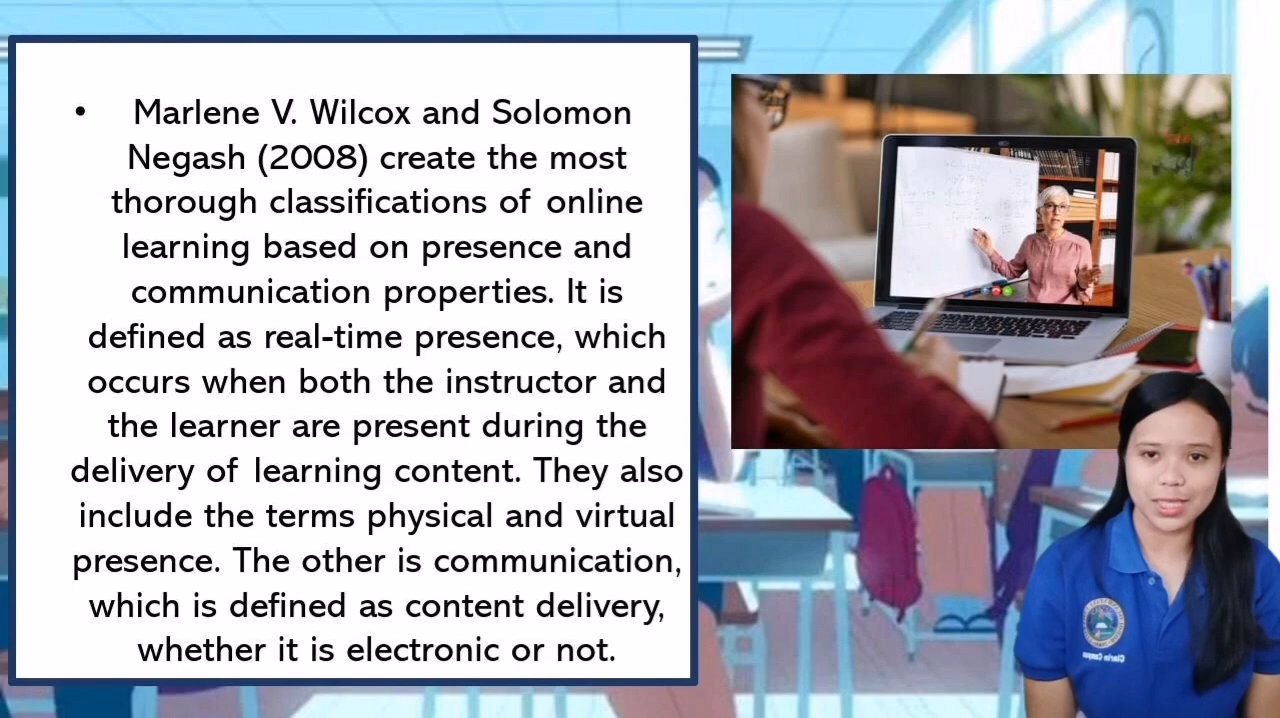 • Marlene V. Wilcox and Solomon
Negash (2008) create the most
thorough classifications of online
learning based on presence and
communication properties. It is
defined as real-time presence, which
occurs when both the instructor and
the learner are present during the
delivery of learning content. They also
include the terms physical and virtual
presence. The other is communication,
which is defined as content delivery,
whether it is electronic or not.
Clarin Campus